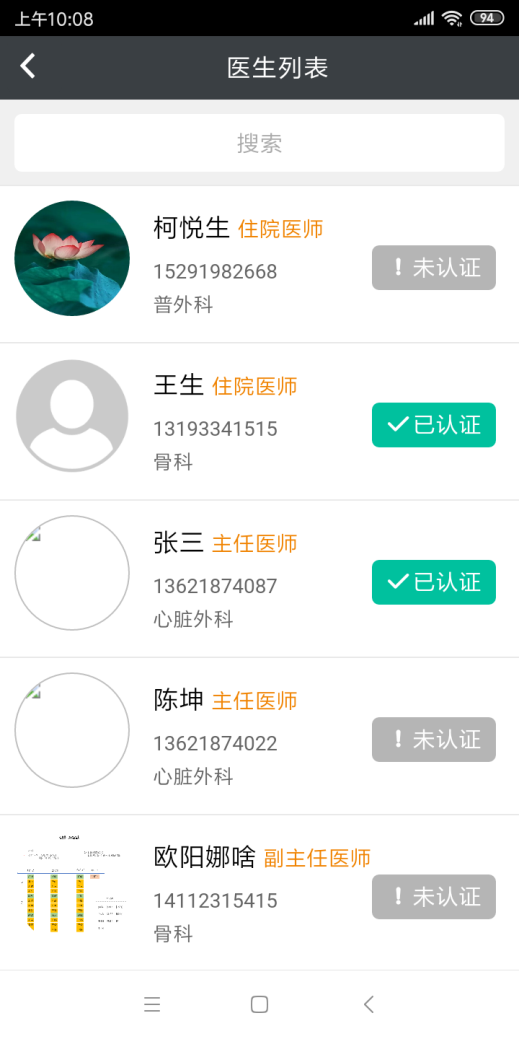 上午10:08
94
医生列表
搜索
柯悦生 住院医师
15291982668
普外科
! 未认证
王生 住院医师
13193341515
骨科
已认证
张三 主任医师
13621874087
心脏外科
已认证
陈坤 主任医师
13621874022
心脏外科
! 未认证
欧阳娜啥 副主任医师
14112315415
骨科
! 未认证